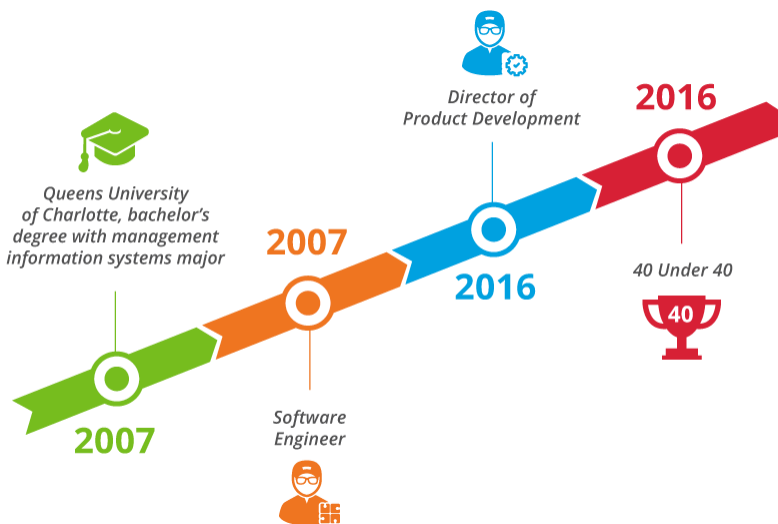 Queens University
of Charlotte, bachelor's
degree with management
information systems major
2007
2007
Software
Engineer
Director of
Product Development
2016
2016
40 Under 40
40